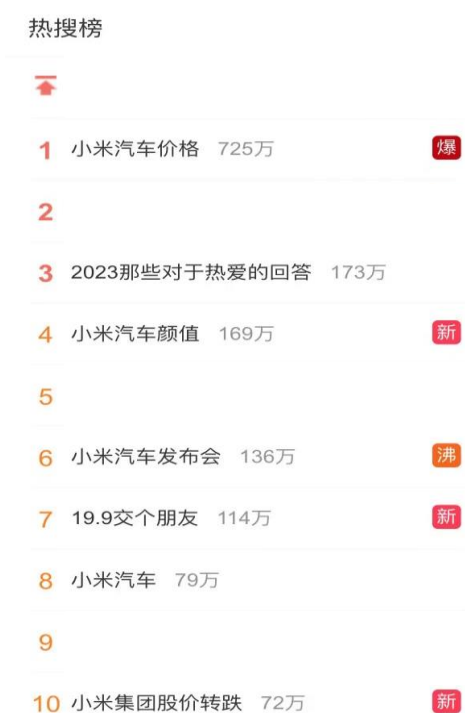 热搜榜
1 小米汽车价格 725万 爆
2
3 2023那些对于热爱的回答 173万
4 小米汽车颜值 169万 新
5
6 小米汽车发布会 136万 沸
7 19.9交个朋友 114万 新
8 小米汽车 79万
9
10 小米集团股价转跌 72万 新